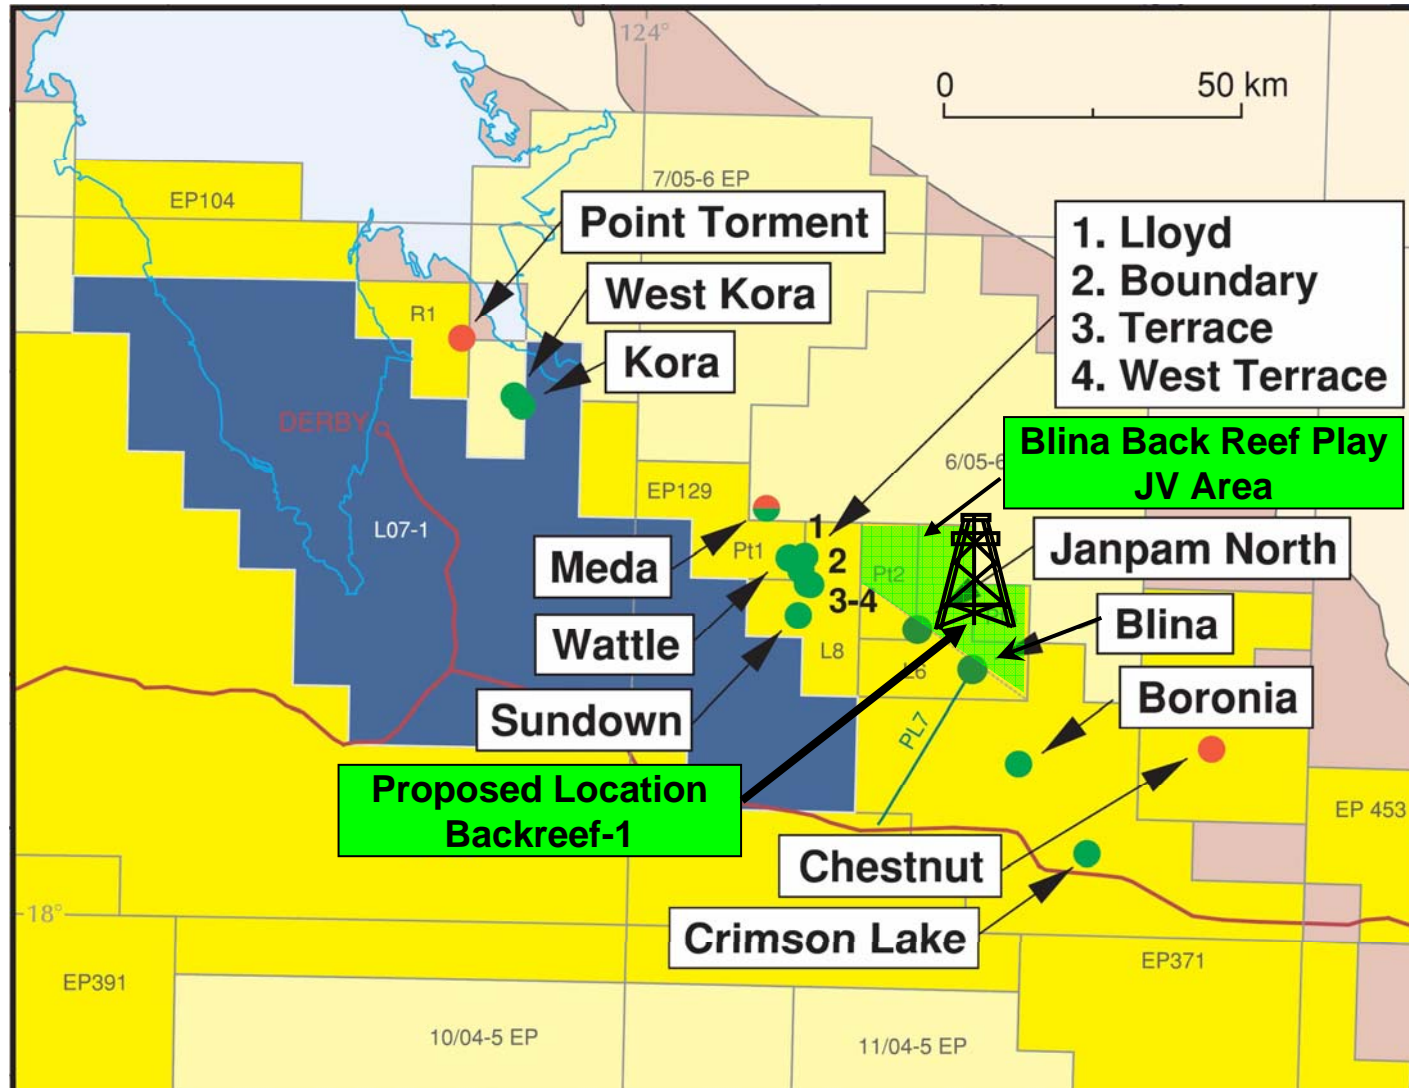 124°
0 50 km
7/05-6 EP
EP104
Point Torment
1. Lloyd
2. Boundary
3. Terrace
4. West Terrace
West Kora
R1
Kora
DERBY
Blina Back Reef Play
JV Area
6/05-6
EP129
L07-1
1
Pt1
2
Pt2
Meda
Janpam North
3-4
Wattle
Blina
L8
L6
Sundown
Boronia
PL7
Proposed Location
Backreef-1
EP 453
Chestnut
18°
Crimson Lake
EP371
EP391
10/04-5 EP
11/04-5 EP